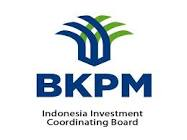 BKPM
Indonesia Investment
Coordinating Board